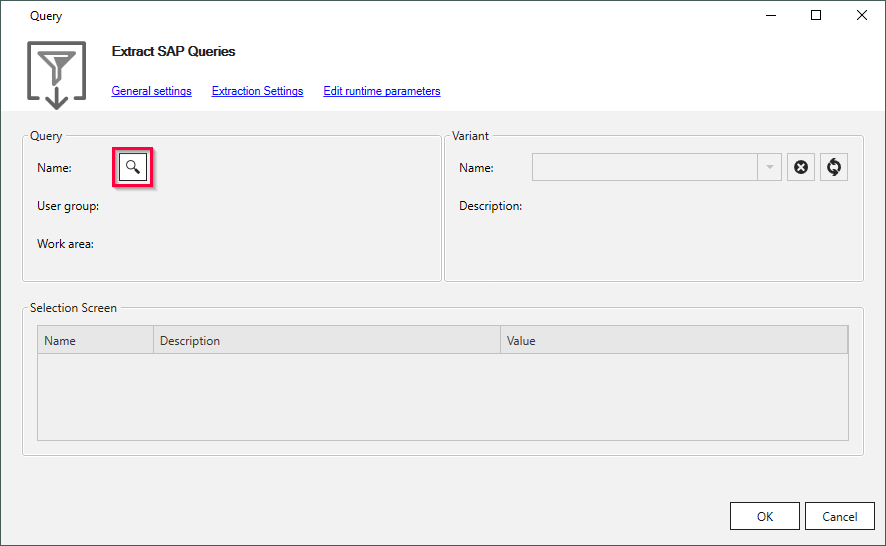 Query
Extract SAP Queries
General settings Extraction Settings Edit runtime parameters
Query
Name:
User group:
Work area:
Variant
Name:
Description:
Selection Screen
Name Description Value
OK Cancel